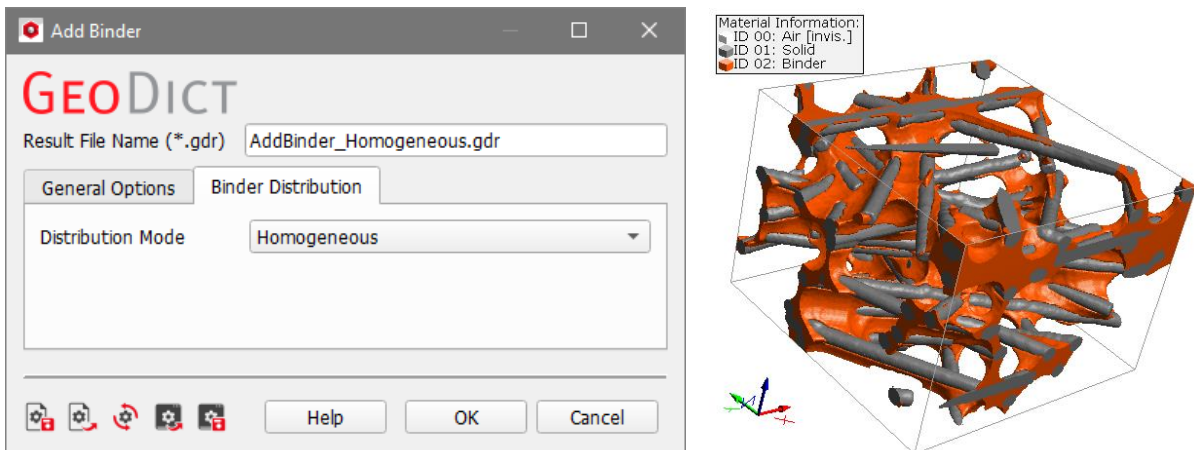 Add Binder
GEODICT
Result File Name (*.gdr) AddBinder_Homogeneous.gdr
General Options Binder Distribution
Distribution Mode Homogeneous
Help OK Cancel
Material Information:
ID 00: Air [invis.]
ID 01: Solid
ID 02: Binder
X